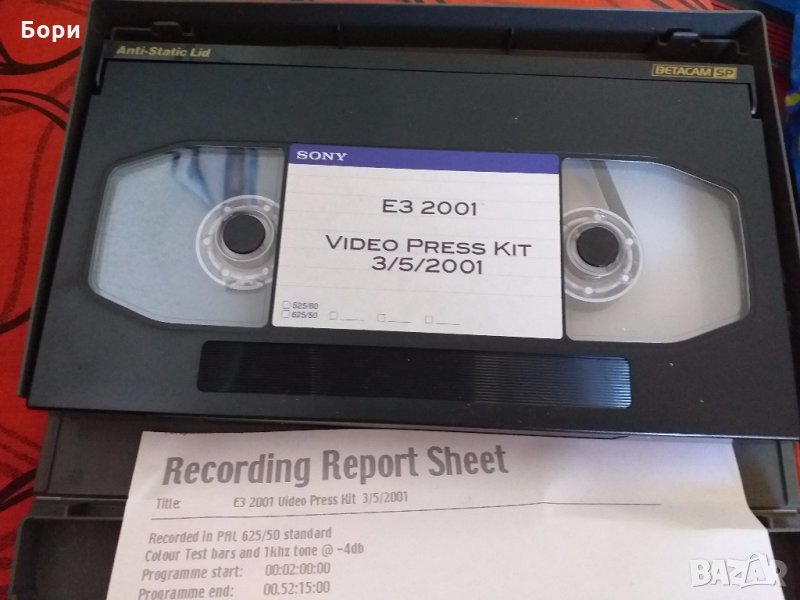 Бори
Anti-Static Lid
BETACAM SP
SONY
E3 2001
VIDEO PRESS KIT
3/5/2001
525/60
625/50
Recording Report Sheet
Title: E3 2001 Video Press Kit 3/5/2001
Recorded in PAL 625/50 standard
Colour Test bars and 1khz tone @ -4db
Programme start: 00:02:00:00
Programme end: 00.52:15:00
BAZAR